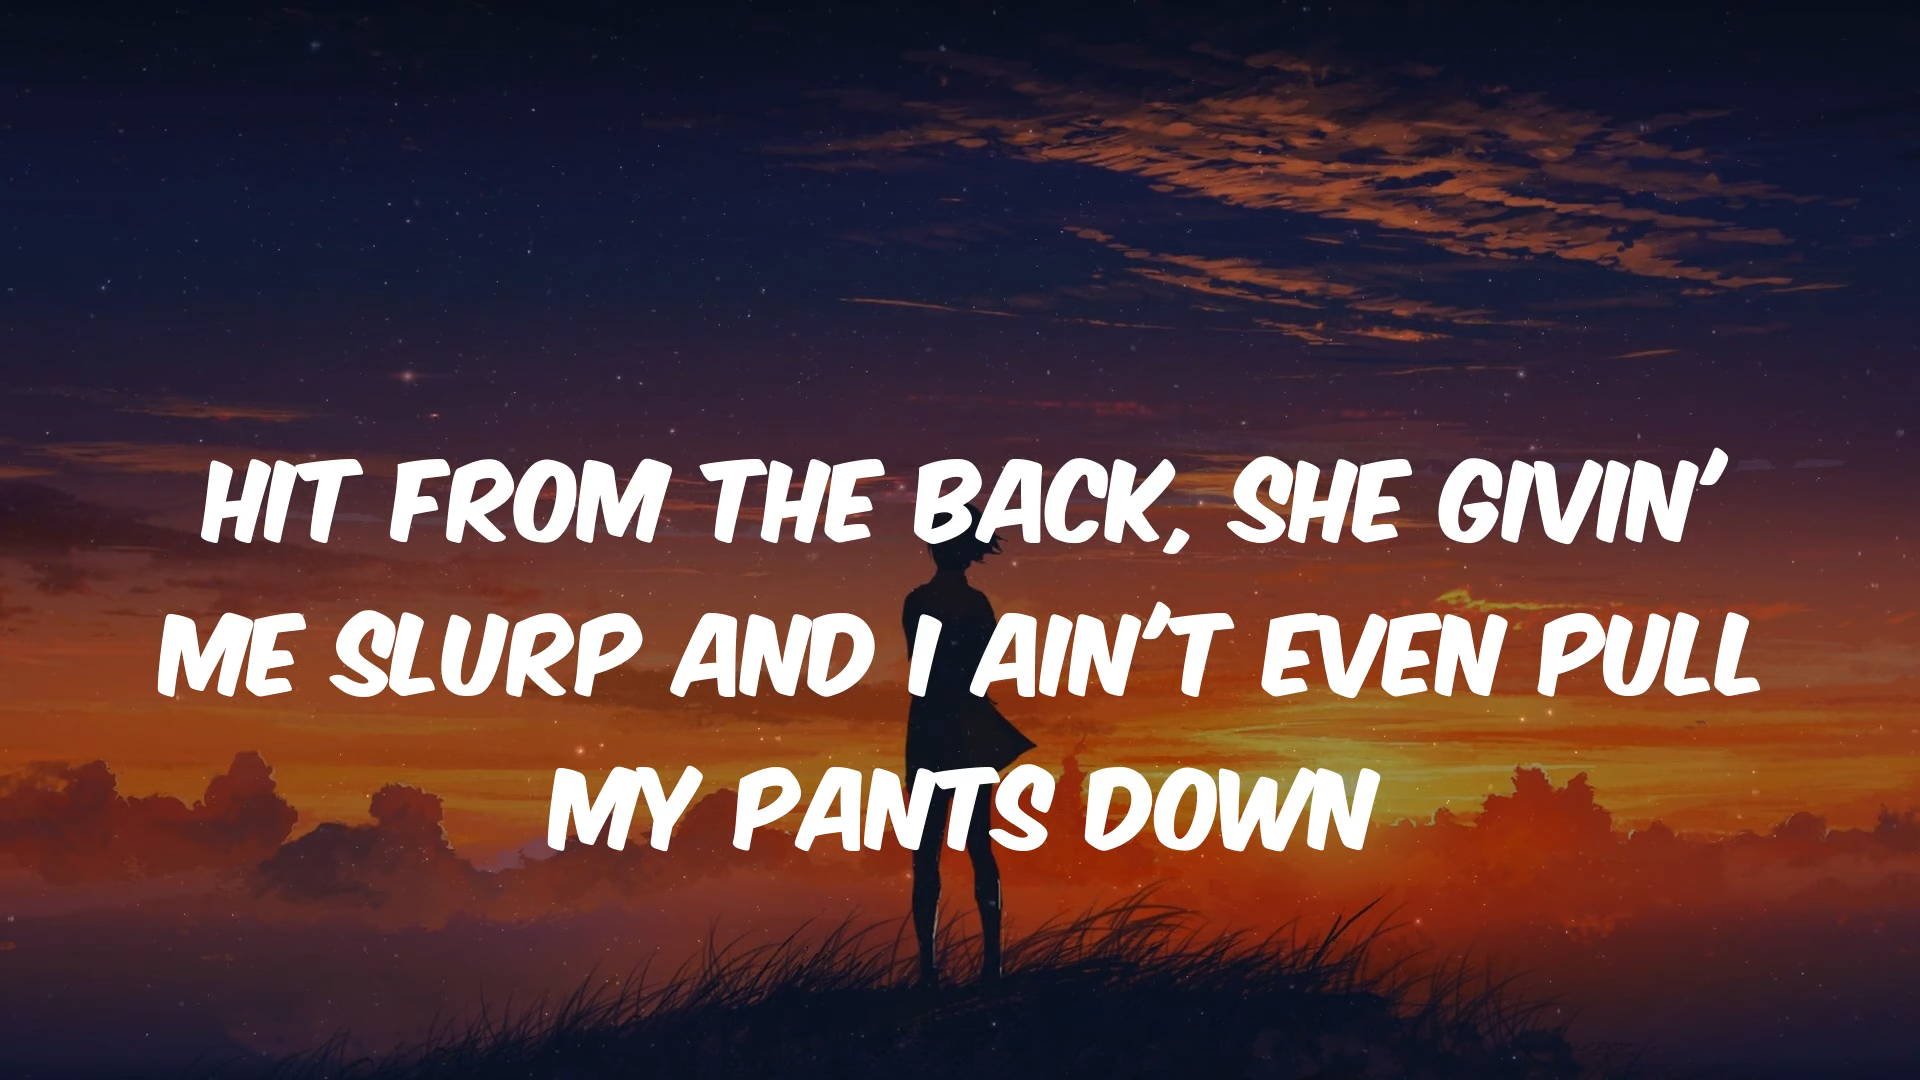 HIT FROM THE BACK, SHE GIVIN'
ME SLURP AND I AIN'T EVEN PULL
MY PANTS DOWN